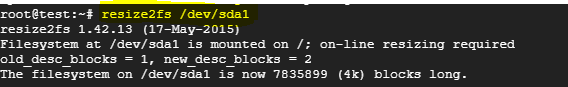 root@test:~# resize2fs /dev/sda1
resize2fs 1.42.13 (17-May-2015)
Filesystem at /dev/sda1 is mounted on /; on-line resizing required
old_desc_blocks = 1, new_desc_blocks = 2
The filesystem on /dev/sda1 is now 7835899 (4k) blocks long.